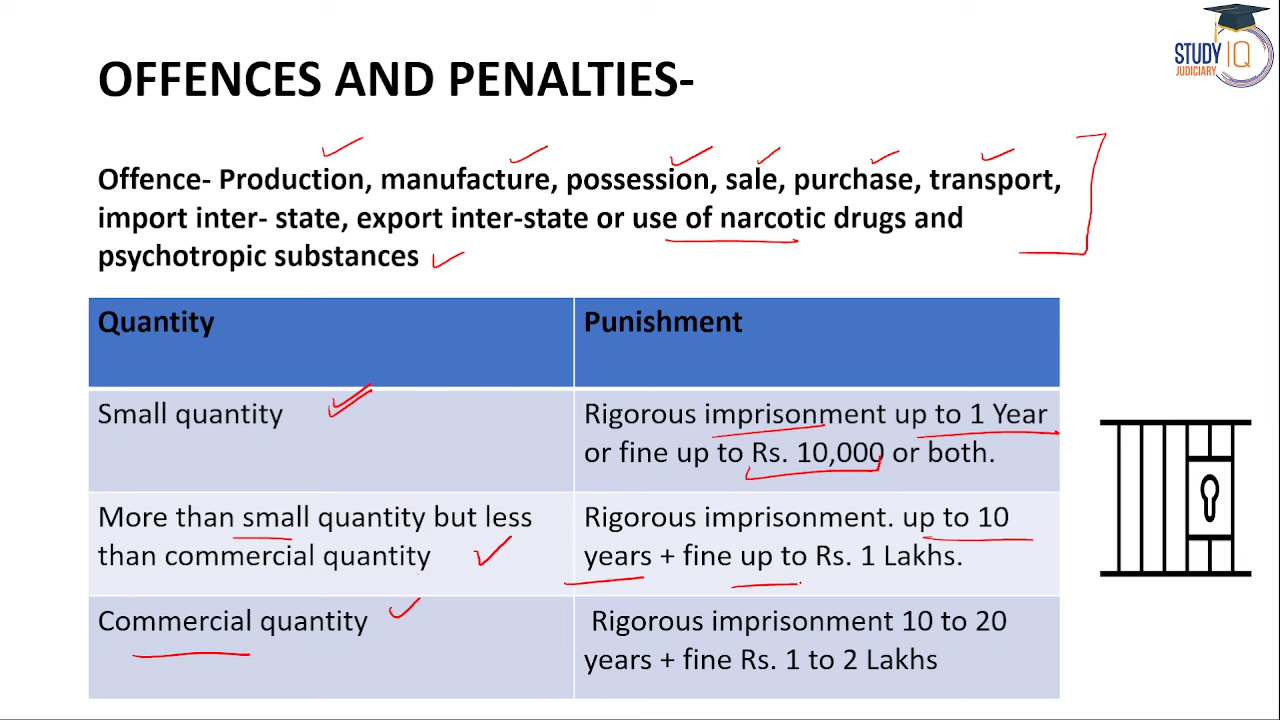 STUDY IQ
JUDICIARY
OFFENCES AND PENALTIES-
Offence- Production, manufacture, possession, sale, purchase, transport,
import inter- state, export inter-state or use of narcotic drugs and
psychotropic substances
Quantity
Punishment
Small quantity
Rigorous imprisonment up to 1 Year
or fine up to Rs. 10,000 or both.
More than small quantity but less
than commercial quantity
Rigorous imprisonment. up to 10
years + fine up to Rs. 1 Lakhs.
Commercial quantity
Rigorous imprisonment 10 to 20
years + fine Rs. 1 to 2 Lakhs